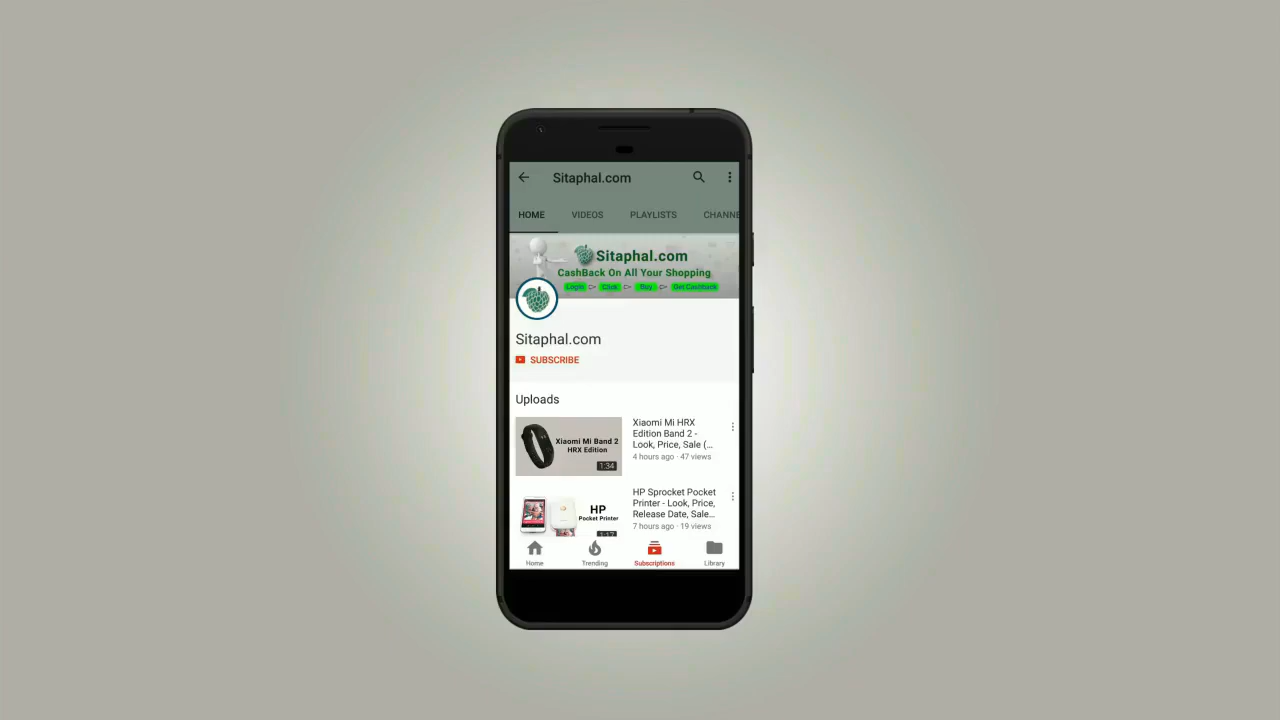 Sitaphal.com
HOME VIDEOS PLAYLISTS CHANNE
Sitaphal.com
CashBack On All Your Shopping
Login Click Buy Get Cashback
Sitaphal.com
SUBSCRIBE
Uploads
Xiaomi Mi Band 2
HRX Edition
1:34
Xiaomi Mi HRX
Edition Band 2 -
Look, Price, Sale (...
4 hours ago · 47 views
HP
Pocket Printer
1:17
HP Sprocket Pocket
Printer - Look, Price,
Release Date, Sale...
7 hours ago · 19 views
Home Trending Subscriptions Library